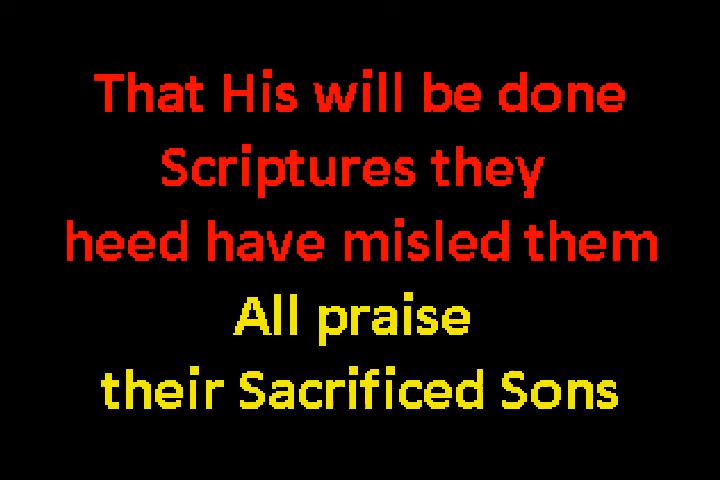 That His will be done
Scriptures they
heed have misled them
All praise
their Sacrificed Sons